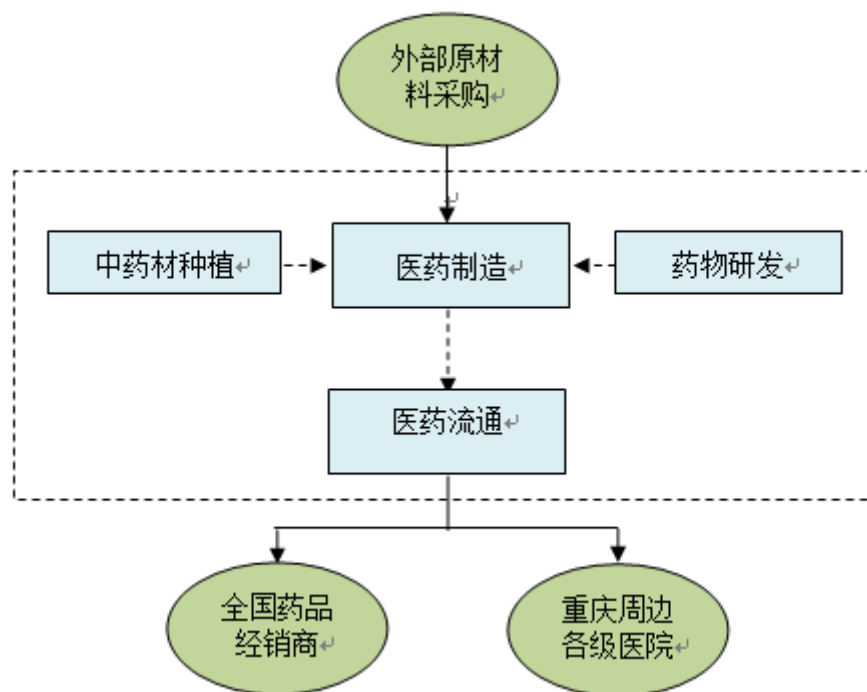 外部原材
料采购
中药材种植
医药制造
药物研发
医药流通
全国药品
经销商
重庆周边
各级医院